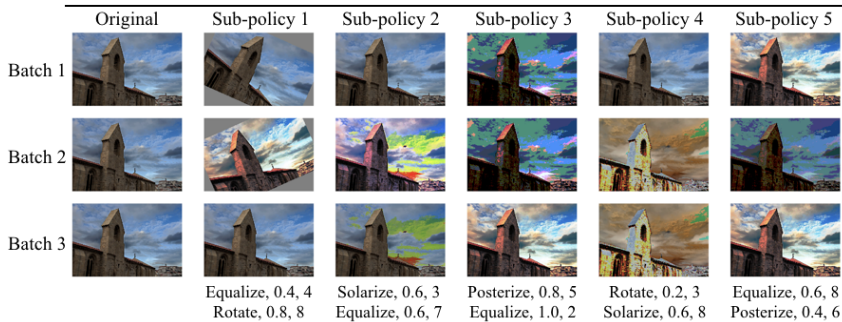 Original Sub-policy 1 Sub-policy 2 Sub-policy 3 Sub-policy 4 Sub-policy 5
Batch 1
Batch 2
Batch 3
Equalize, 0.4, 4 Solarize, 0.6, 3 Posterize, 0.8, 5 Rotate, 0.2, 3 Equalize, 0.6, 8
Rotate, 0.8, 8 Equalize, 0.6, 7 Equalize, 1.0, 2 Solarize, 0.6, 8 Posterize, 0.4, 6